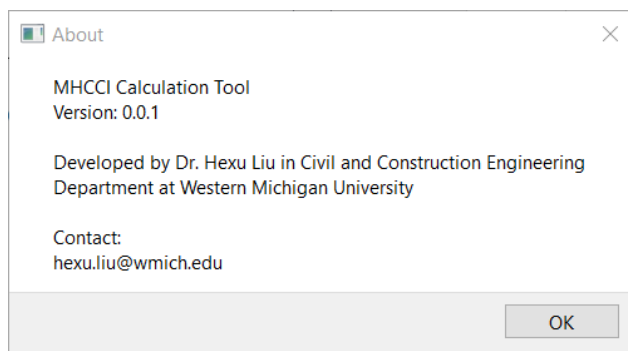 About
MHCCI Calculation Tool
Version: 0.0.1
Developed by Dr. Hexu Liu in Civil and Construction Engineering
Department at Western Michigan University
Contact:
hexu.liu@wmich.edu
OK